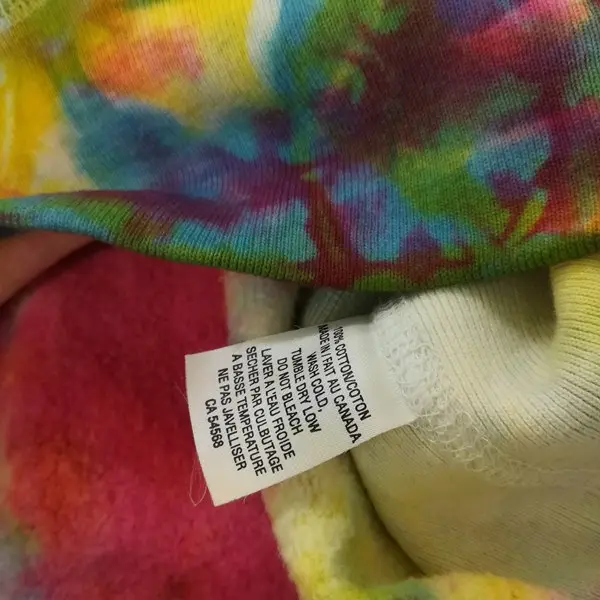 100% COTTON/COTON
MADE IN / FAIT AU CANADA
WASH COLD,
TUMBLE DRY LOW
DO NOT BLEACH
LAVER A L'EAU FROIDE
SECHER PAR CULBUTAGE
A BASSE TEMPERATURE
NE PAS JAVELLISER
CA 54568